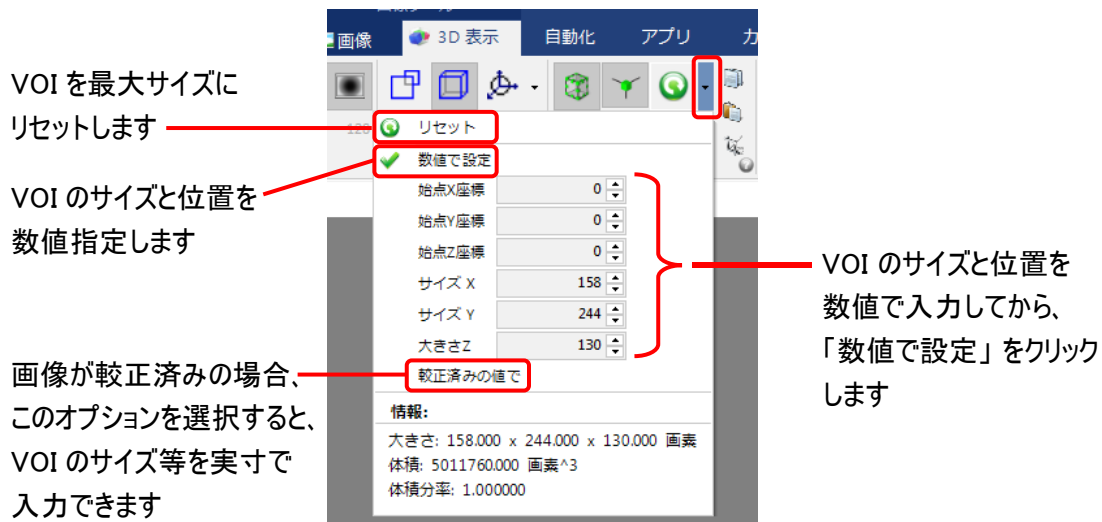 画像
3D 表示
自動化
アプリ
VOI を最大サイズに
リセットします
リセット
数値で設定
VOI のサイズと位置を
数値指定します
始点X座標 0
始点Y座標 0
始点Z座標 0
サイズ X 158
サイズ Y 244
大きさZ 130
較正済みの値で
VOI のサイズと位置を
数値で入力してから、
「数値で設定」をクリック
します
画像が較正済みの場合、
このオプションを選択すると、
VOI のサイズ等を実寸で
入力できます
情報:
大きさ: 158.000 x 244.000 x 130.000 画素
体積: 5011760.000 画素^3
体積分率: 1.000000